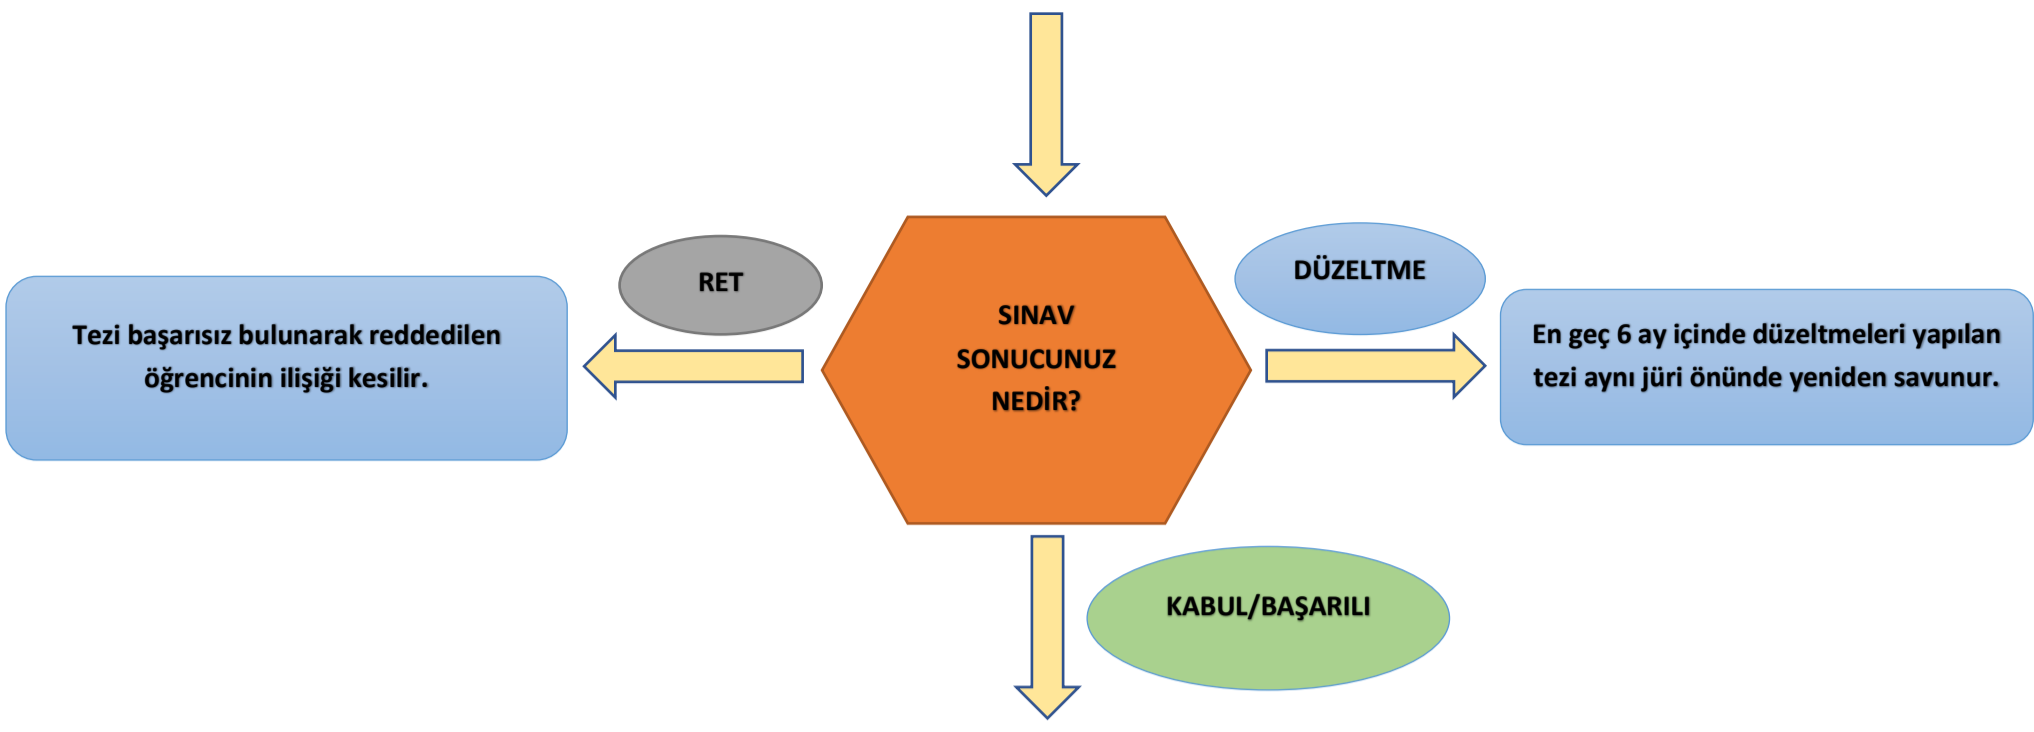 RET
DÜZELTME
Tezi başarısız bulunarak reddedilen
öğrencinin ilişiği kesilir.
SINAV
SONUCUNUZ
NEDİR?
En geç 6 ay içinde düzeltmeleri yapılan
tezi aynı jüri önünde yeniden savunur.
KABUL/BAŞARILI